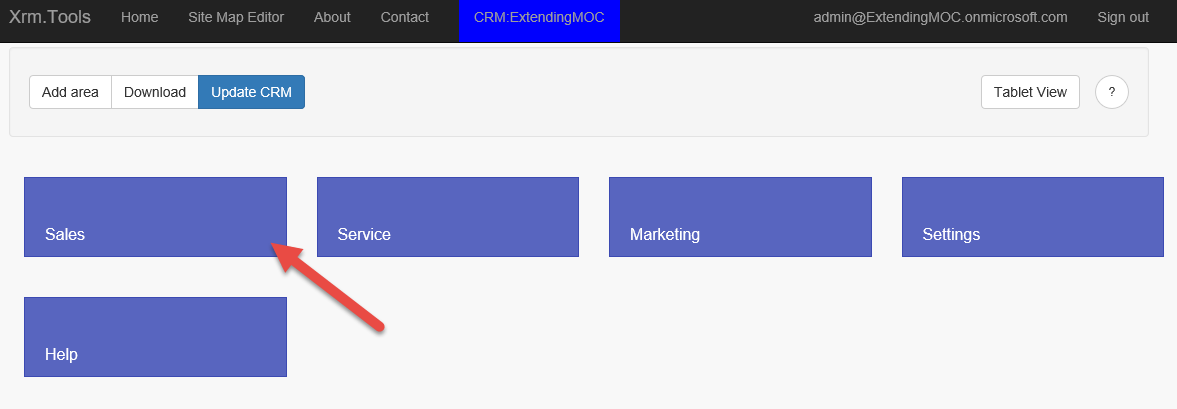 Xrm.Tools Home Site Map Editor About Contact CRM:ExtendingMOC admin@ExtendingMOC.onmicrosoft.com Sign out
Add area Download Update CRM Tablet View ?
Sales Service Marketing Settings
Help